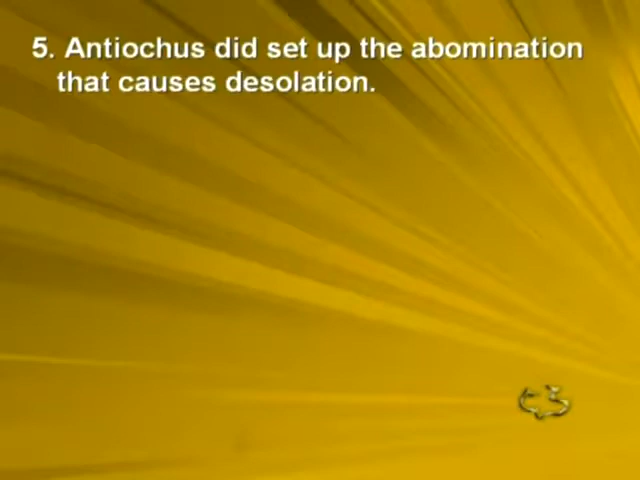 5. Antiochus did set up the abomination
that causes desolation.